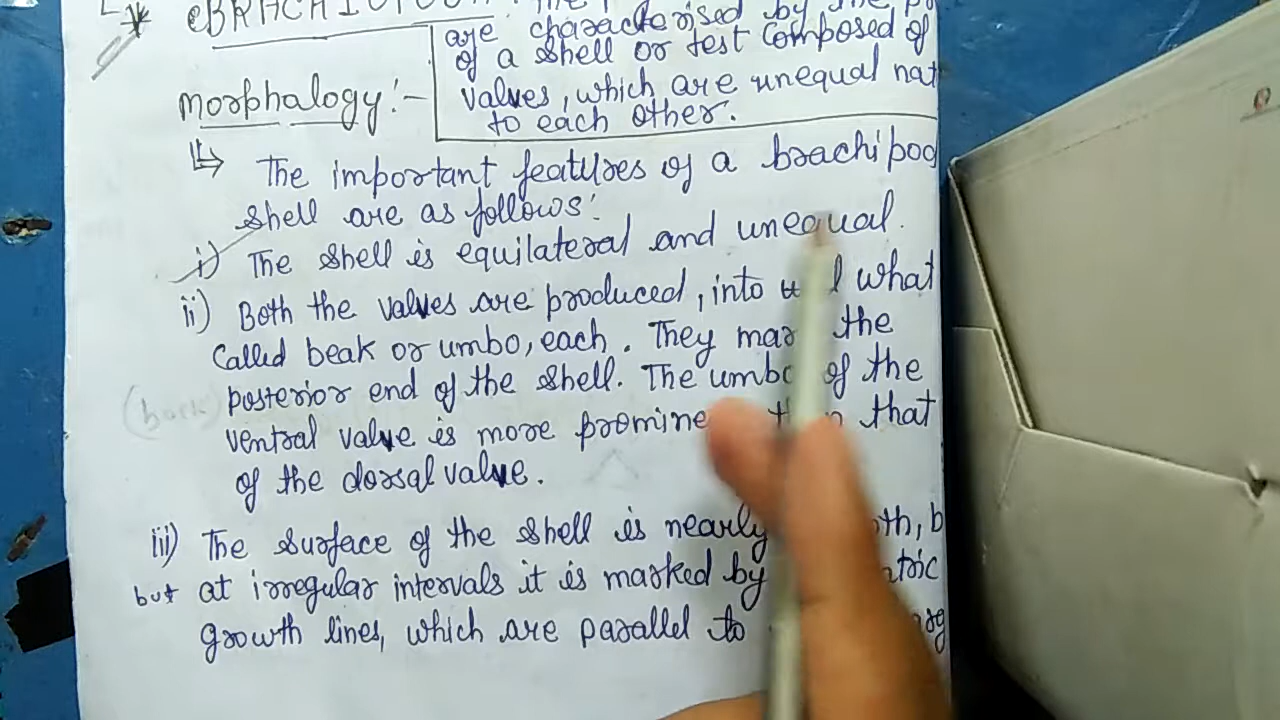 are characterised by the
of a shell or test composed of
Morphalogy:-
values, which are unequal
to each other.
The important features of a brachipod
shell are as follows:
i) The shell is equilateral and unequal.
ii) Both the valves are produced, into what
called beak or umbo, each. They mark the
posterior end of the shell. The umbo of the
(back)
ventral valve is more prominent than that
of the dorsal valve.
iii) The surface of the shell is nearly
but at irregular intervals it is marked by
growth lines, which are parallel to